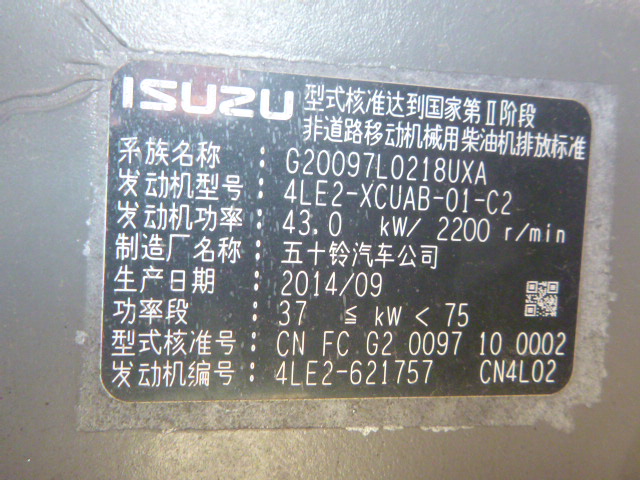 ISUZU 型式核准达到国家第Ⅱ阶段
非道路移动机械用柴油机排放标准
系族名称 : G20097L0218UXA
发动机型号: 4LE2-XCUAB-01-C2
发动机功率: 43.0 kW/ 2200 r/min
制造厂名称: 五十铃汽车公司
生产日期 : 2014/09
功率段 : 37 ≦ kW < 75
型式核准号: CN FC G2 0097 10 0002
发动机编号: 4LE2-621757 CN4L02